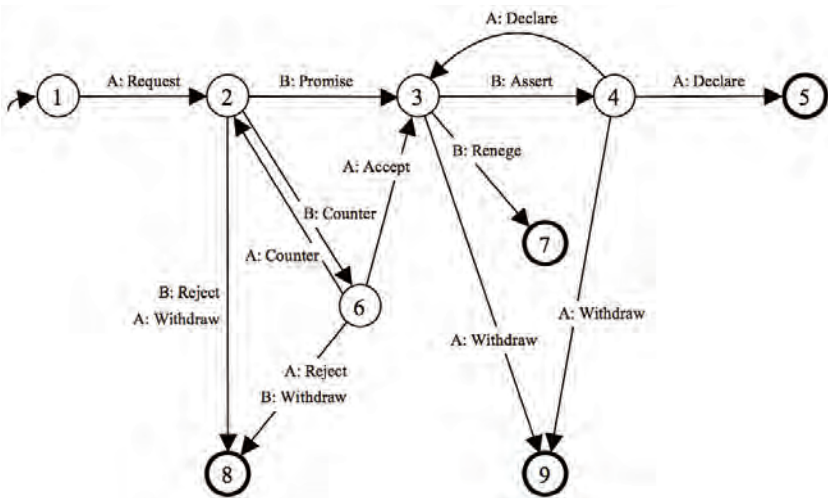 A: Declare
1
A: Request
2
B: Promise
3
B: Assert
4
A: Declare
5
A: Accept
B: Renege
B: Counter
A: Counter
7
B: Reject
A: Withdraw
6
A: Withdraw
A: Withdraw
A: Reject
B: Withdraw
8
9